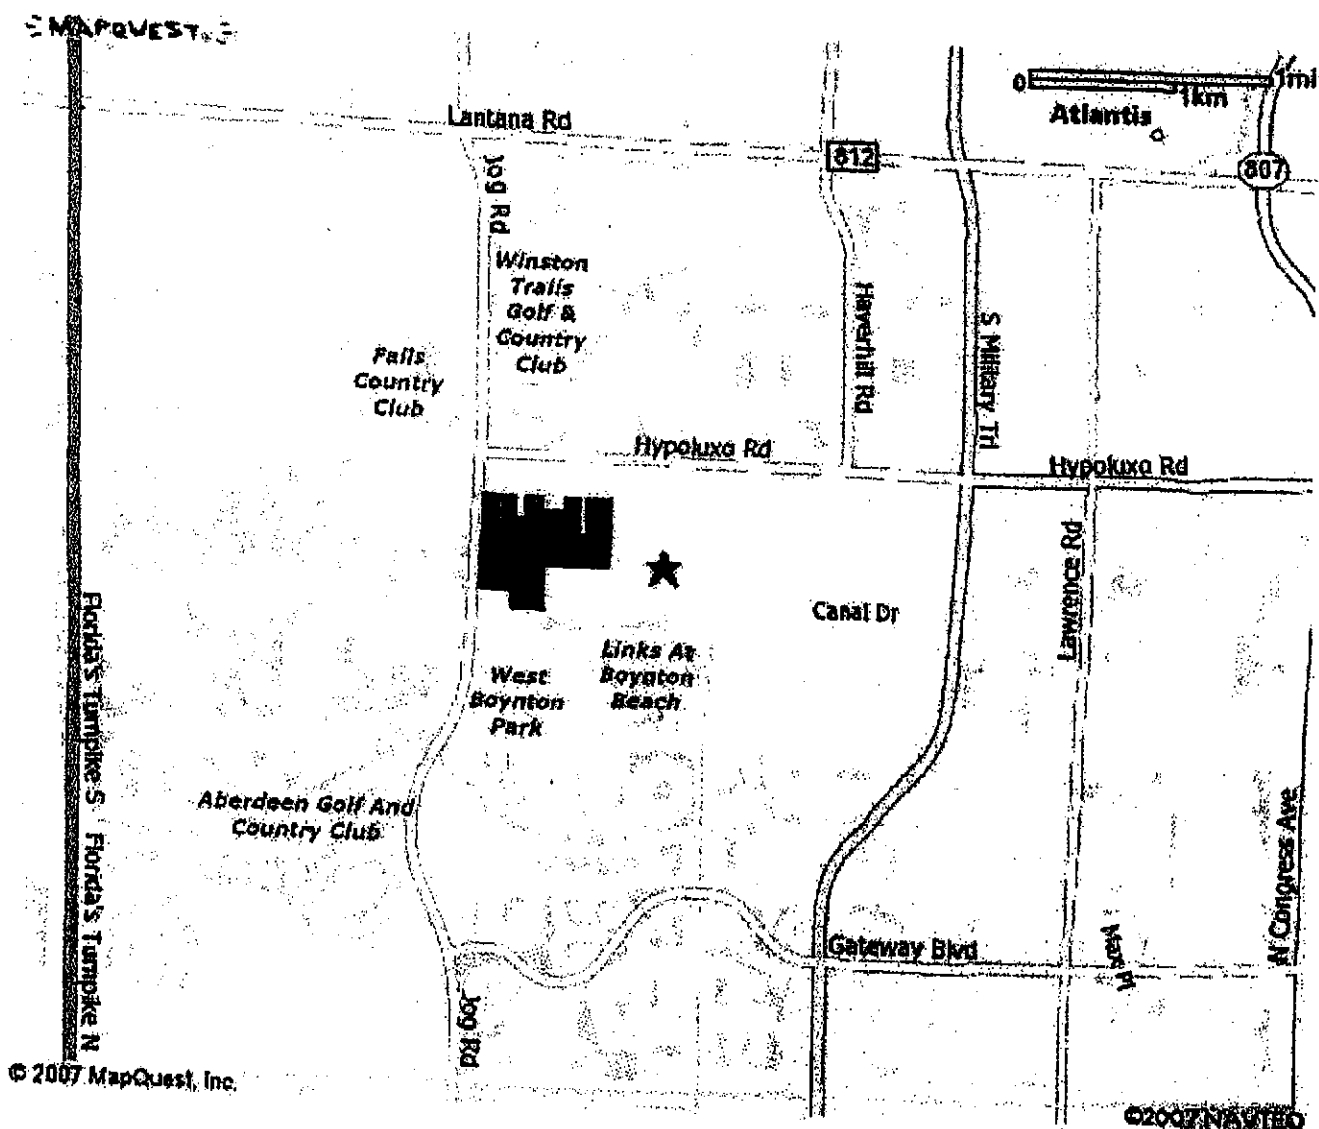 MAPQUEST
0
1mi
1km
Atlantis
Lantana Rd
812
807
Jog Rd
Winston
Trails
Golf &
Country
Club
Falls
Country
Club
Haverhill Rd
S Military Trl
Hypoluxo Rd
Hypoluxo Rd
Lawrence Rd
Canal Dr
Links At
Boynton
Beach
West
Boynton
Park
Florida's Turnpike S
Florida's Turnpike N
Aberdeen Golf And
Country Club
N Congress Ave
Gateway Blvd
Max Pl
Jog Rd
© 2007 MapQuest, Inc.
©2007 NAVTEQ